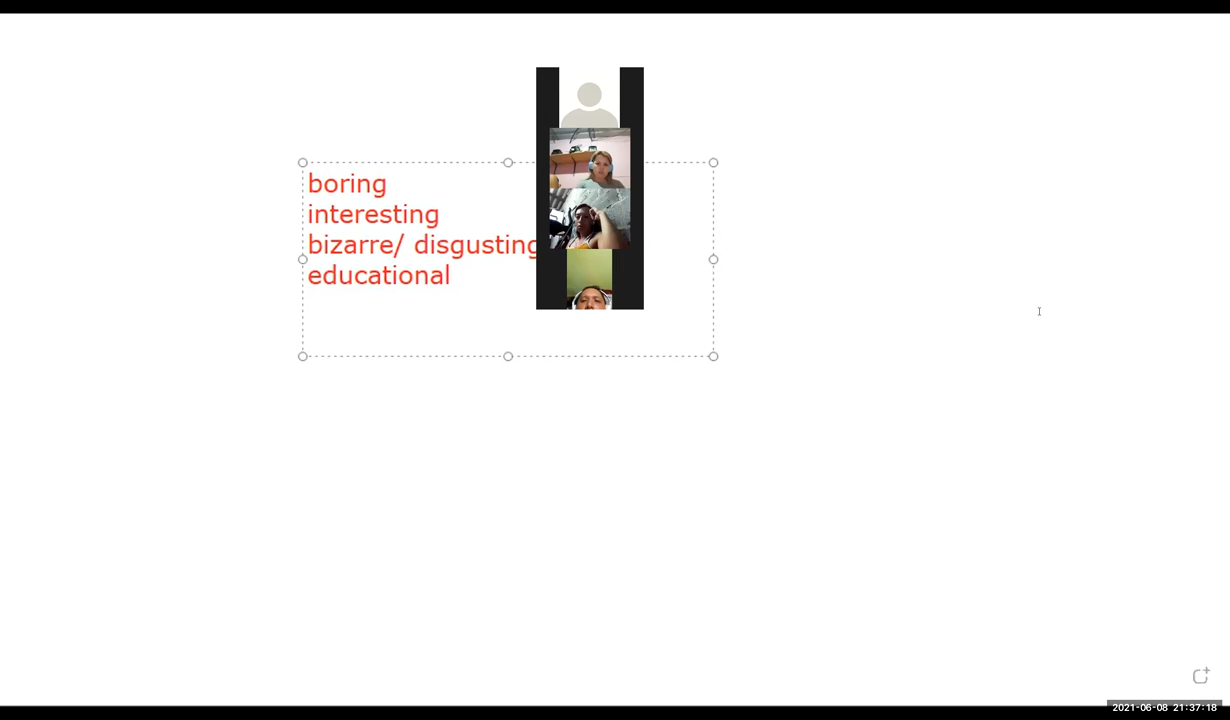 boring
interesting
bizarre/ disgusting
educational
2021-06-08 21:37:18